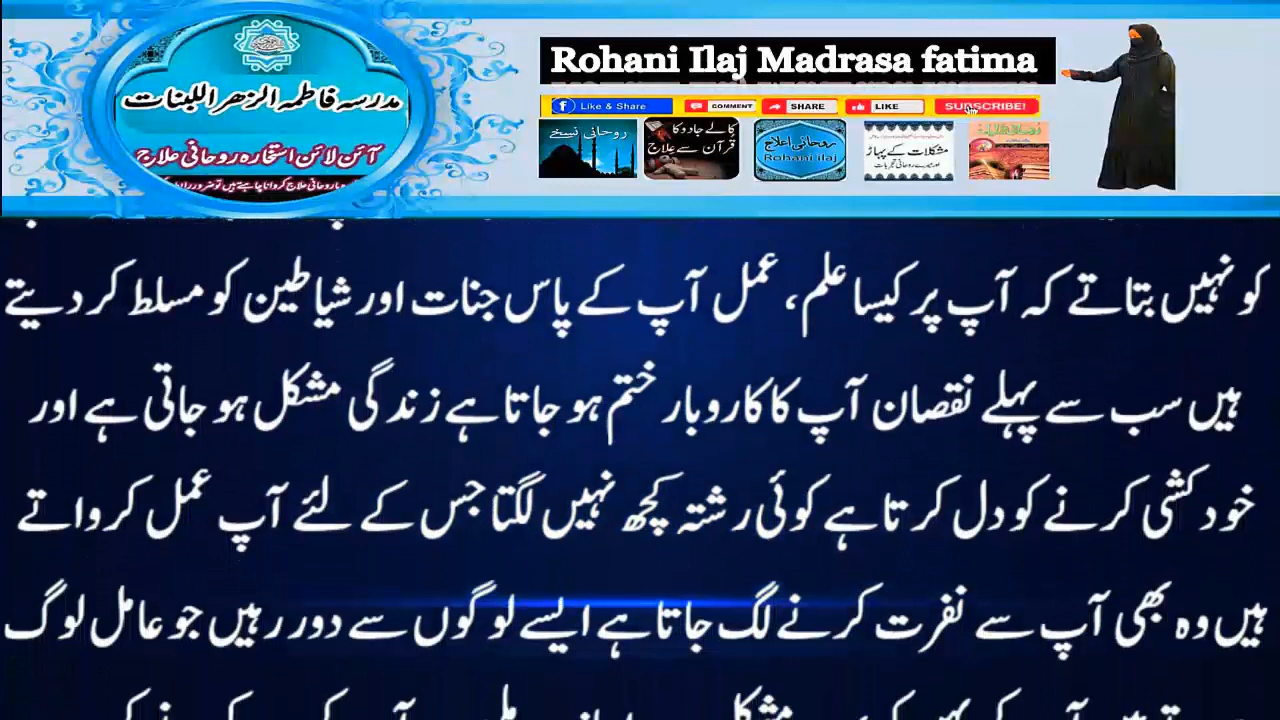 مدرسہ فاطمہ الزھرا للبنات
آئن لائن استخارہ روحانی علاج
Rohani Ilaj Madrasa fatima
Like & Share
COMMENT
SHARE
LIKE
SUBSCRIBE!
روحانی نسخے
کالے جادو کا
قرآن سے علاج
روحانی علاج
Rohani ilaj
مشکلات کے پہاڑ
کو نہیں بتاتے کہ آپ پر کیسا علم، عمل آپ کے پاس جنات اور شیاطین کو مسلط کر دیتے
ہیں سب سے پہلے نقصان آپ کا کاروبار ختم ہو جاتا ہے زندگی مشکل ہو جاتی ہے اور
خود کشی کرنے کو دل کرتا ہے کوئی رشتہ کچھ نہیں لگتا جس کے لئے آپ عمل کرواتے
ہیں وہ بھی آپ سے نفرت کرنے لگ جاتا ہے ایسے لوگوں سے دور رہیں جو عامل لوگ